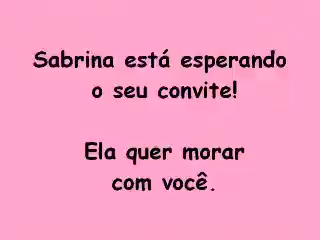 Sabrina está esperando
o seu convite!
Ela quer morar
com você.